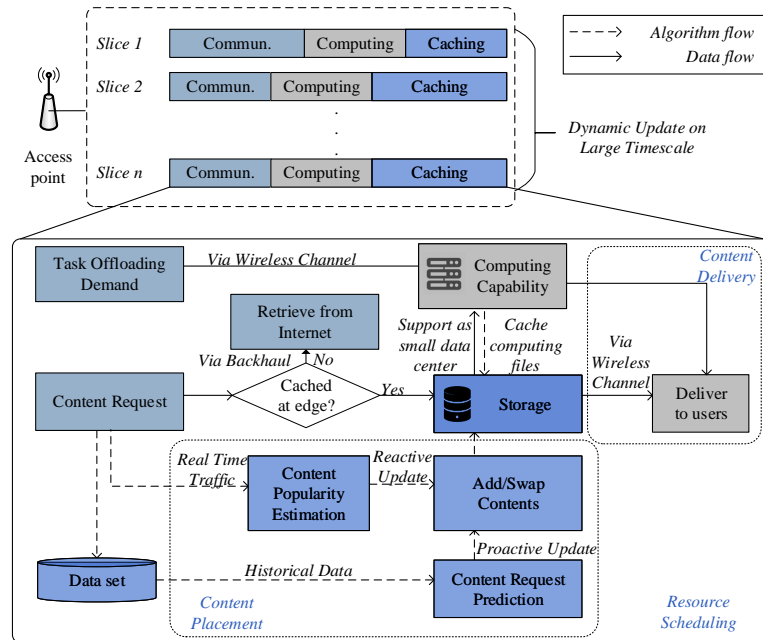 Slice 1
Commun.
Computing
Caching
Algorithm flow
Data flow
Slice 2
Commun.
Computing
Caching
.
.
.
Dynamic Update on
Large Timescale
Access
point
Slice n
Commun.
Computing
Caching
Task Offloading
Demand
Via Wireless Channel
Computing
Capability
Content
Delivery
Retrieve from
Internet
Support as
small data
center
Cache
computing
files
Via
Wireless
Channel
Via Backhaul
No
Content Request
Cached
at edge?
Yes
Storage
Deliver
to users
Real Time
Traffic
Content
Popularity
Estimation
Reactive
Update
Add/Swap
Contents
Proactive Update
Data set
Historical Data
Content Request
Prediction
Content
Placement
Resource
Scheduling